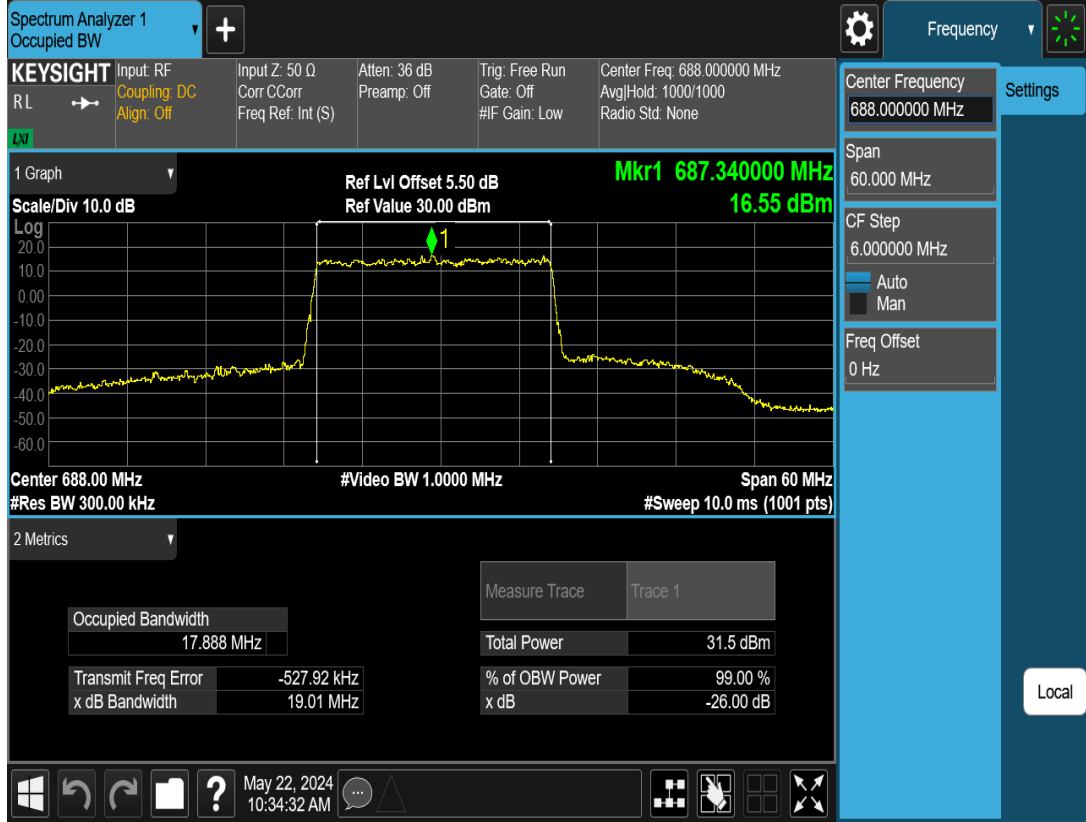 Spectrum Analyzer 1
Occupied BW
+
Frequency
KEYSIGHT
R L
LXI
Input: RF
Coupling: DC
Align: Off
Input Z: 50 Ω
Corr CCorr
Freq Ref: Int (S)
Atten: 36 dB
Preamp: Off
Trig: Free Run
Gate: Off
#IF Gain: Low
Center Freq: 688.000000 MHz
Avg|Hold: 1000/1000
Radio Std: None
Center Frequency
688.000000 MHz
Settings
Span
60.000 MHz
CF Step
6.000000 MHz
Auto
Man
Freq Offset
0 Hz
Local
1 Graph
Scale/Div 10.0 dB
Ref Lvl Offset 5.50 dB
Ref Value 30.00 dBm
Mkr1 687.340000 MHz
16.55 dBm
Log
1
20.0
10.0
0.00
-10.0
-20.0
-30.0
-40.0
-50.0
-60.0
Center 688.00 MHz
#Res BW 300.00 kHz
#Video BW 1.0000 MHz
Span 60 MHz
#Sweep 10.0 ms (1001 pts)
2 Metrics
Measure Trace Trace 1
Occupied Bandwidth
17.888 MHz
Total Power 31.5 dBm
Transmit Freq Error -527.92 kHz
% of OBW Power 99.00 %
x dB Bandwidth 19.01 MHz
x dB -26.00 dB
?
May 22, 2024
10:34:32 AM